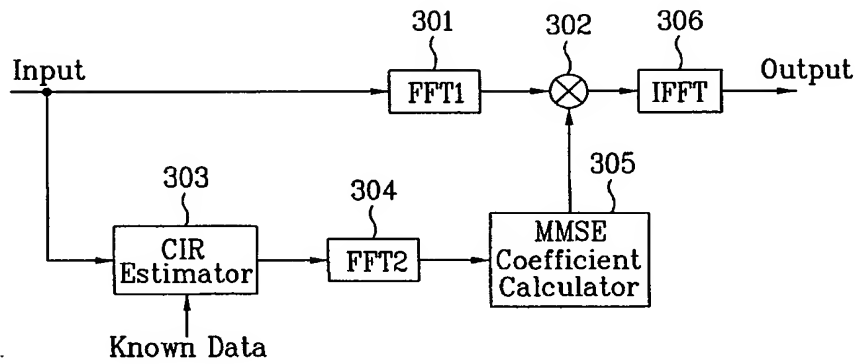 301
302
306
Input
Output
FFT1
IFFT
303
304
305
CIR
Estimator
FFT2
MMSE
Coefficient
Calculator
Known Data